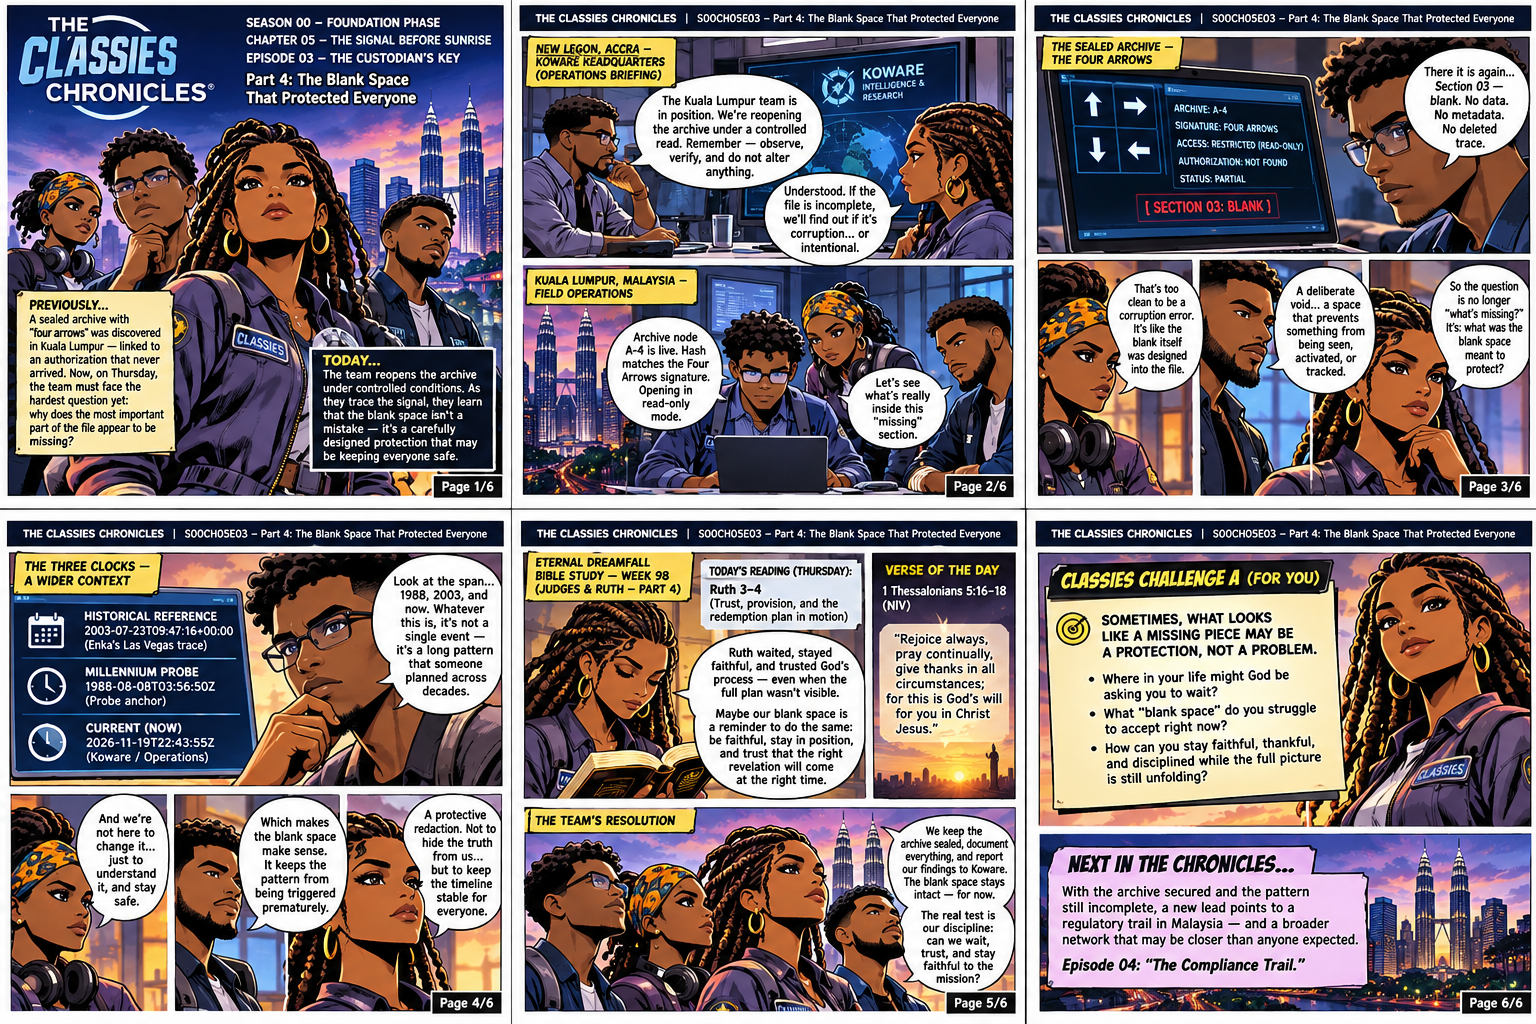 THE
CLASSIES
CHRONICLES®
SEASON 00 – FOUNDATION PHASE
CHAPTER 05 – THE SIGNAL BEFORE SUNRISE
EPISODE 03 – THE CUSTODIAN'S KEY
Part 4: The Blank Space
That Protected Everyone
PREVIOUSLY...
A sealed archive with
"four arrows" was discovered
in Kuala Lumpur — linked to
an authorization that never
arrived. Now, on Thursday,
the team must face the
hardest question yet:
why does the most important
part of the file appear to be
missing?
CLASSIES
TODAY...
The team reopens the archive
under controlled conditions. As
they trace the signal, they learn
that the blank space isn't a
mistake — it's a carefully
designed protection that may
be keeping everyone safe.
Page 1/6
THE CLASSIES CHRONICLES | S00CH05E03 – Part 4: The Blank Space That Protected Everyone
NEW LEGON, ACCRA –
KOWARE HEADQUARTERS
(OPERATIONS BRIEFING)
KOWARE
INTELLIGENCE &
RESEARCH
The Kuala Lumpur team is
in position. We're reopening
the archive under a controlled
read. Remember — observe,
verify, and do not alter
anything.
Understood. If the
file is incomplete,
we'll find out if it's
corruption... or
intentional.
KUALA LUMPUR, MALAYSIA –
FIELD OPERATIONS
Archive node
A-4 is live. Hash
matches the Four
Arrows signature.
Opening in
read-only
mode.
Let's see
what's really
inside this
"missing"
section.
Page 2/6
THE CLASSIES CHRONICLES | S00CH05E03 – Part 4: The Blank Space That Protected Everyone
THE SEALED ARCHIVE –
THE FOUR ARROWS
ARCHIVE: A-4
SIGNATURE: FOUR ARROWS
ACCESS: RESTRICTED (READ-ONLY)
AUTHORIZATION: NOT FOUND
STATUS: PARTIAL
[ SECTION 03: BLANK ]
There it is again...
Section 03 —
blank. No data.
No metadata.
No deleted
trace.
That's too
clean to be a
corruption error.
It's like the
blank itself
was designed
into the file.
A deliberate
void... a space
that prevents
something from
being seen,
activated, or
tracked.
So the question
is no longer
"what's missing?"
It's: what was the
blank space
meant to
protect?
Page 3/6
THE CLASSIES CHRONICLES | S00CH05E03 – Part 4: The Blank Space That Protected Everyone
THE THREE CLOCKS –
A WIDER CONTEXT
HISTORICAL REFERENCE
2003-07-23T09:47:16+00:00
(Enka's Las Vegas trace)
MILLENNIUM PROBE
1988-08-08T03:56:50Z
(Probe anchor)
CURRENT (NOW)
2026-11-19T22:43:55Z
(Koware / Operations)
Look at the span...
1988, 2003, and
now. Whatever
this is, it's not a
single event —
it's a long pattern
that someone
planned across
decades.
And we're
not here to
change it...
just to
understand
it, and stay
safe.
Which makes
the blank space
make sense.
It keeps the
pattern from
being triggered
prematurely.
A protective
redaction. Not to
hide the truth
from us...
but to keep
the timeline
stable for
everyone.
Page 4/6
THE CLASSIES CHRONICLES | S00CH05E03 – Part 4: The Blank Space That Protected Everyone
ETERNAL DREAMFALL
BIBLE STUDY – WEEK 98
(JUDGES & RUTH – PART 4)
TODAY'S READING (THURSDAY):
Ruth 3–4
(Trust, provision, and the
redemption plan in motion)
Ruth waited, stayed
faithful, and trusted God's
process — even when the
full plan wasn't visible.
Maybe our blank space is
a reminder to do the same:
be faithful, stay in position,
and trust that the right
revelation will come
at the right time.
VERSE OF THE DAY
1 Thessalonians 5:16–18
(NIV)
"Rejoice always,
pray continually,
give thanks in all
circumstances;
for this is God's will
for you in Christ
Jesus."
THE TEAM'S RESOLUTION
We keep the
archive sealed, document
everything, and report
our findings to Koware.
The blank space stays
intact — for now.
The real test is
our discipline:
can we wait,
trust, and stay
faithful to the
mission?
Page 5/6
THE CLASSIES CHRONICLES | S00CH05E03 – Part 4: The Blank Space That Protected Everyone
CLASSIES CHALLENGE A (FOR YOU)
SOMETIMES, WHAT LOOKS
LIKE A MISSING PIECE MAY BE
A PROTECTION, NOT A PROBLEM.
• Where in your life might God be
asking you to wait?
• What "blank space" do you struggle
to accept right now?
• How can you stay faithful, thankful,
and disciplined while the full picture
is still unfolding?
CLASSIES
NEXT IN THE CHRONICLES...
With the archive secured and the pattern
still incomplete, a new lead points to a
regulatory trail in Malaysia — and a broader
network that may be closer than anyone expected.
Episode 04: "The Compliance Trail."
Page 6/6